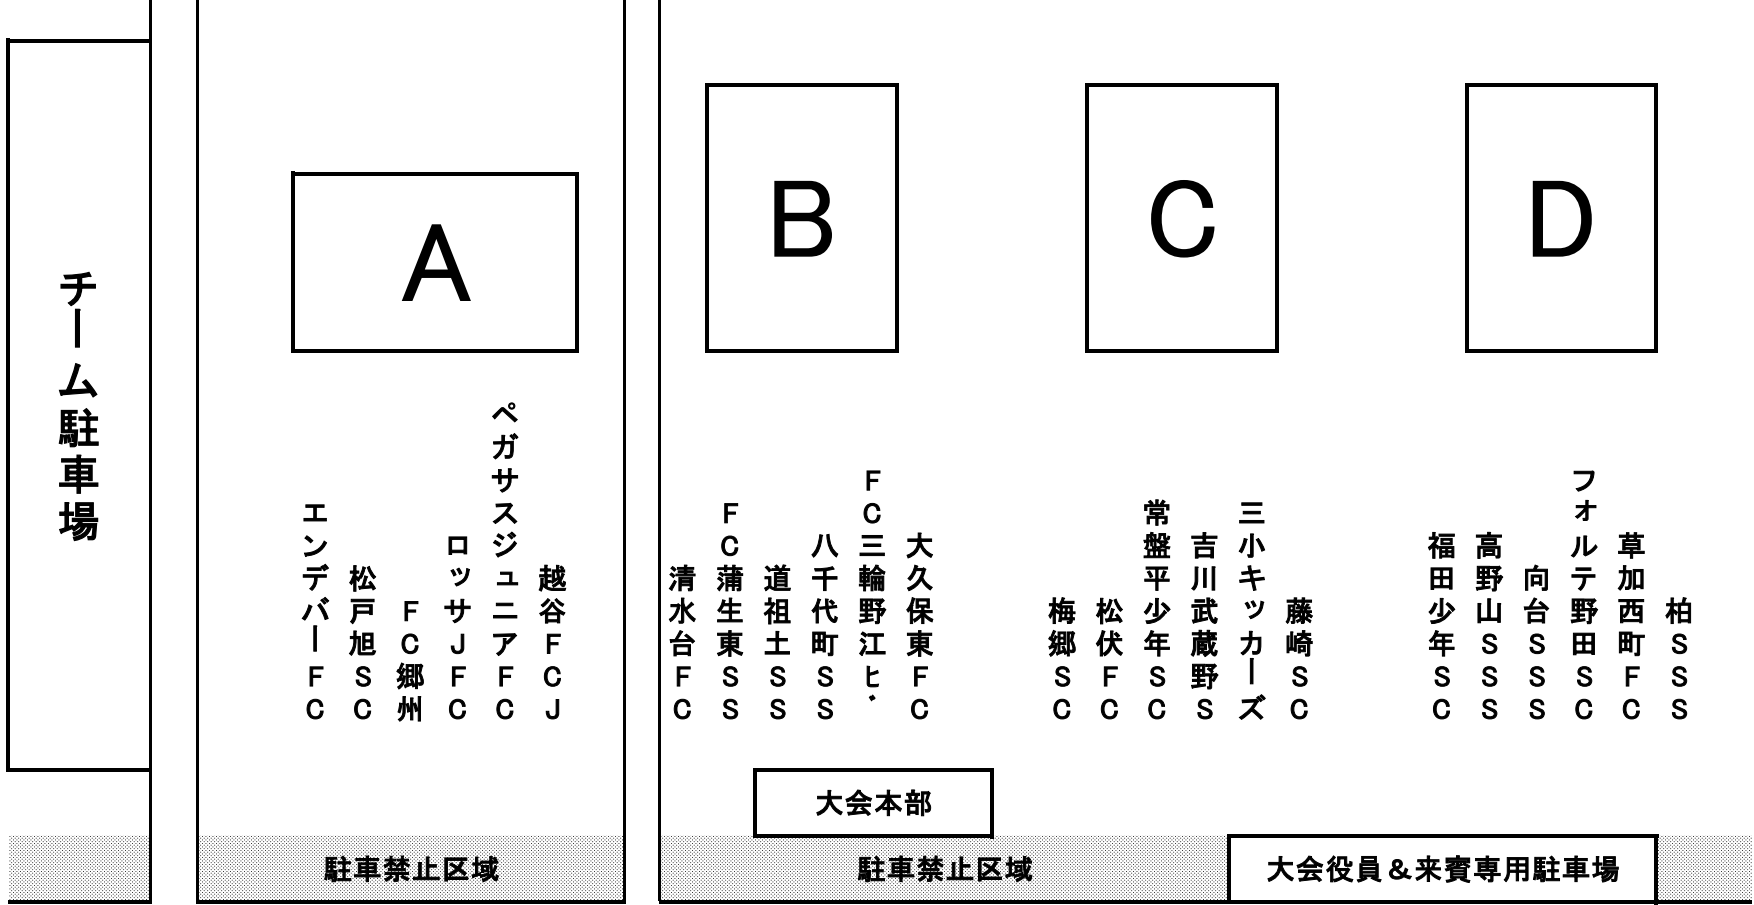 チーム駐車場
A
B
C
D
エンデバーFC
松戸旭SC
FC郷州
ロッサJFC
ペガサスジュニアFC
越谷FCJ
清水台FC
FC蒲生東SS
道祖土SS
八千代町SS
FC三輪野江ヒ.
大久保東FC
梅郷SC
松伏FC
常盤平少年SC
吉川武蔵野S
三小キッカーズ
藤崎SC
福田少年SC
高野山SSS
向台SSS
フォルテ野田SC
草加西町FC
柏SSS
大会本部
駐車禁止区域
駐車禁止区域
大会役員&来賓専用駐車場